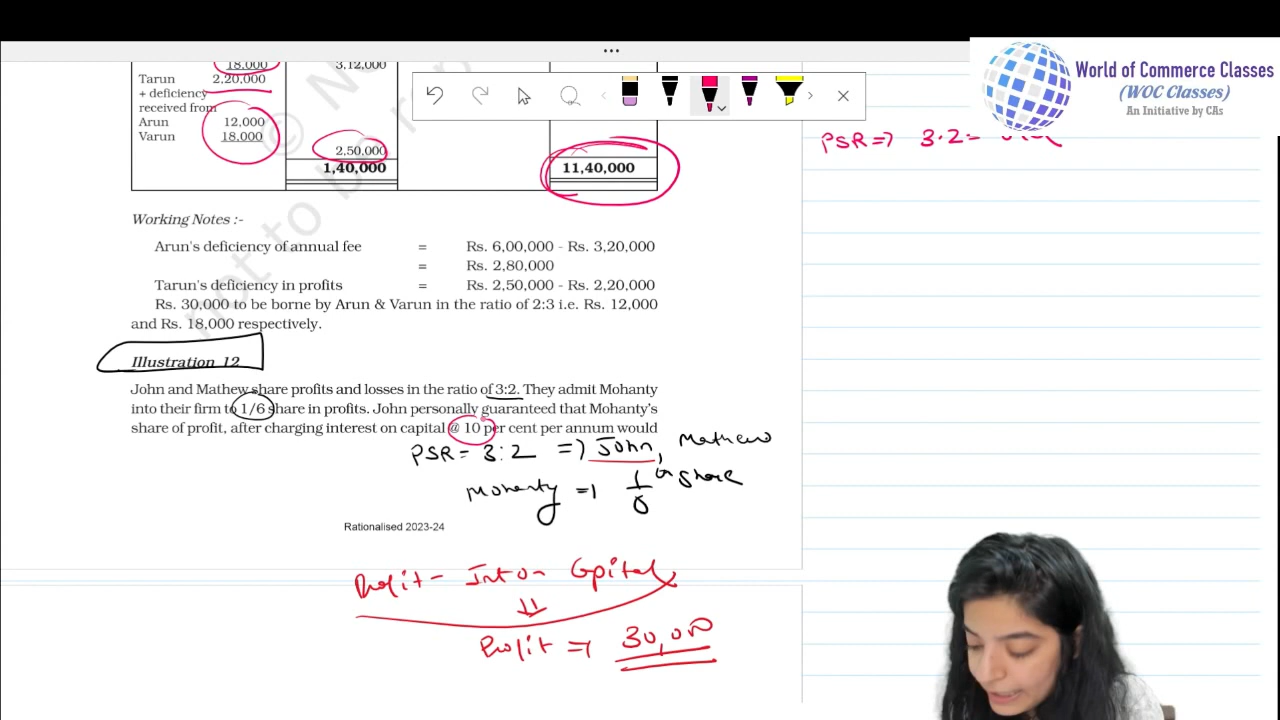 World of Commerce Classes
(WOC Classes)
An Initiative by CAs
18,000
3,12,000
Tarun 2,20,000
+ deficiency
received from
Arun 12,000
Varun 18,000
2,50,000
1,40,000 11,40,000
PSR => 3:2 =
Working Notes :-
Arun's deficiency of annual fee = Rs. 6,00,000 - Rs. 3,20,000
= Rs. 2,80,000
Tarun's deficiency in profits = Rs. 2,50,000 - Rs. 2,20,000
Rs. 30,000 to be borne by Arun & Varun in the ratio of 2:3 i.e. Rs. 12,000
and Rs. 18,000 respectively.
Illustration 12
John and Mathew share profits and losses in the ratio of 3:2. They admit Mohanty
into their firm to 1/6 share in profits. John personally guaranteed that Mohanty's
share of profit, after charging interest on capital @ 10 per cent per annum would
PSR = 3:2 => John, Mathew
Mohanty => 1/6 share
Rationalised 2023-24
Profit - Int on Capital
Profit => 30,000